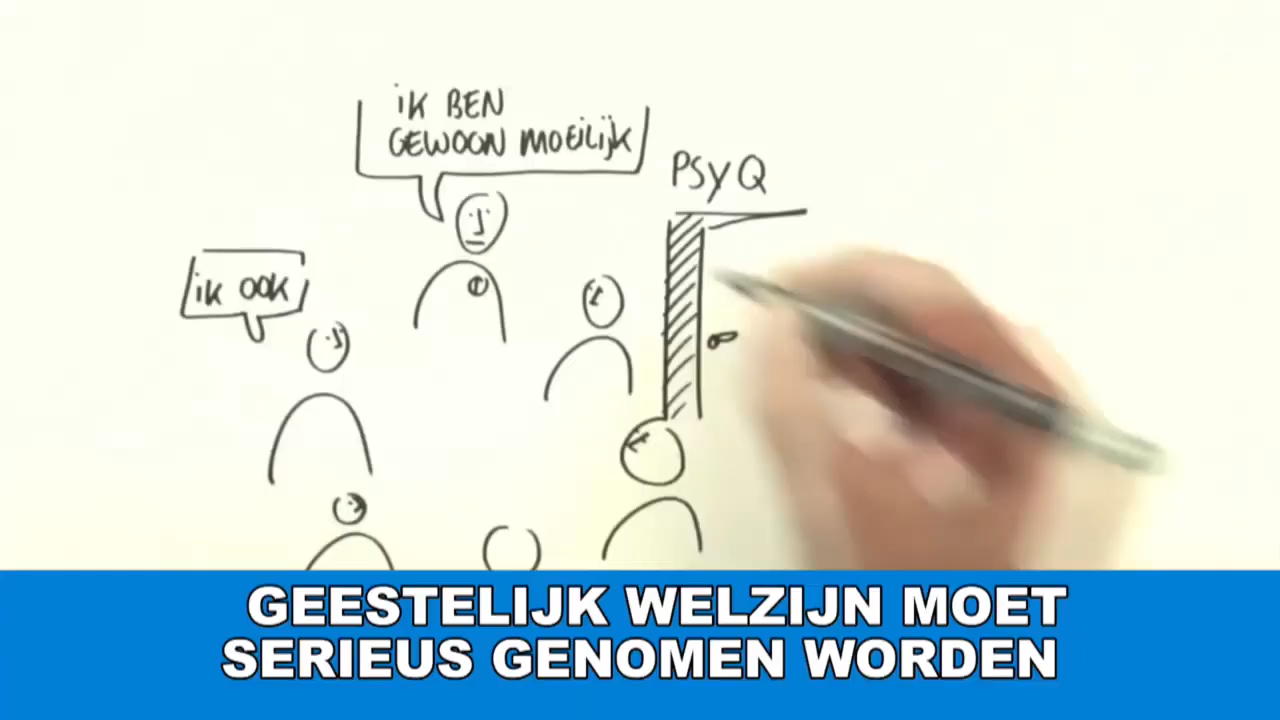 iK BEN
GEWOON MOEILIJK
PSYQ
iK OOK
GEESTELIJK WELZIJN MOET
SERIEUS GENOMEN WORDEN